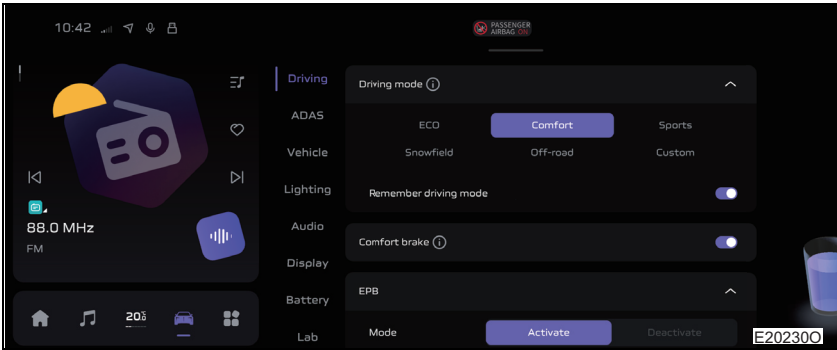 10:42
PASSENGER
AIRBAG ON
88.0 MHz
FM
20.5
Driving
ADAS
Vehicle
Lighting
Audio
Display
Battery
Lab
Driving mode
ECO Comfort Sports
Snowfield Off-road Custom
Remember driving mode
Comfort brake
EPB
Mode Activate Deactivate
E20230O